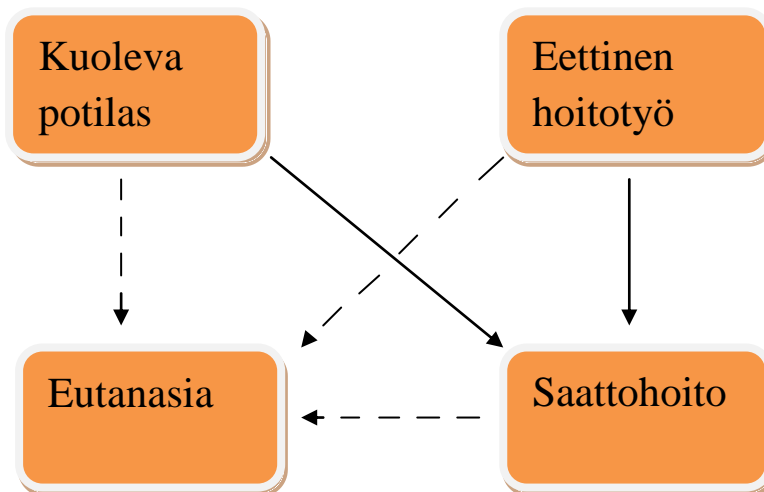 Kuoleva
potilas
Eettinen
hoitotyö
Eutanasia
Saattohoito